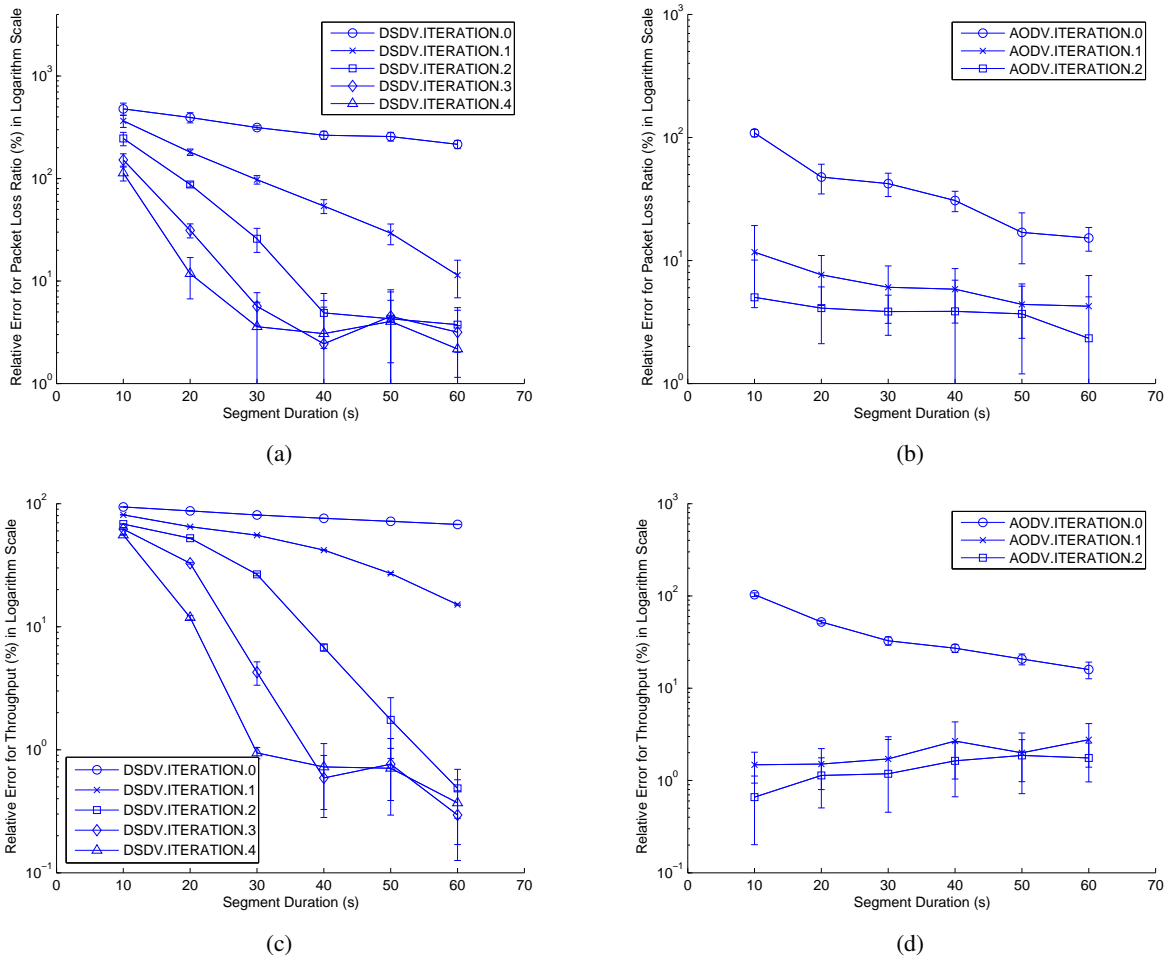 Relative Error for Packet Loss Ratio (%) in Logarithm Scale
10^3
10^2
10^1
10^0
0 10 20 30 40 50 60 70
Segment Duration (s)
DSDV.ITERATION.0
DSDV.ITERATION.1
DSDV.ITERATION.2
DSDV.ITERATION.3
DSDV.ITERATION.4
(a)
Relative Error for Packet Loss Ratio (%) in Logarithm Scale
10^3
10^2
10^1
10^0
0 10 20 30 40 50 60 70
Segment Duration (s)
AODV.ITERATION.0
AODV.ITERATION.1
AODV.ITERATION.2
(b)
Relative Error for Throughput (%) in Logarithm Scale
10^2
10^1
10^0
10^−1
0 10 20 30 40 50 60 70
Segment Duration (s)
DSDV.ITERATION.0
DSDV.ITERATION.1
DSDV.ITERATION.2
DSDV.ITERATION.3
DSDV.ITERATION.4
(c)
Relative Error for Throughput (%) in Logarithm Scale
10^3
10^2
10^1
10^0
10^−1
0 10 20 30 40 50 60 70
Segment Duration (s)
AODV.ITERATION.0
AODV.ITERATION.1
AODV.ITERATION.2
(d)